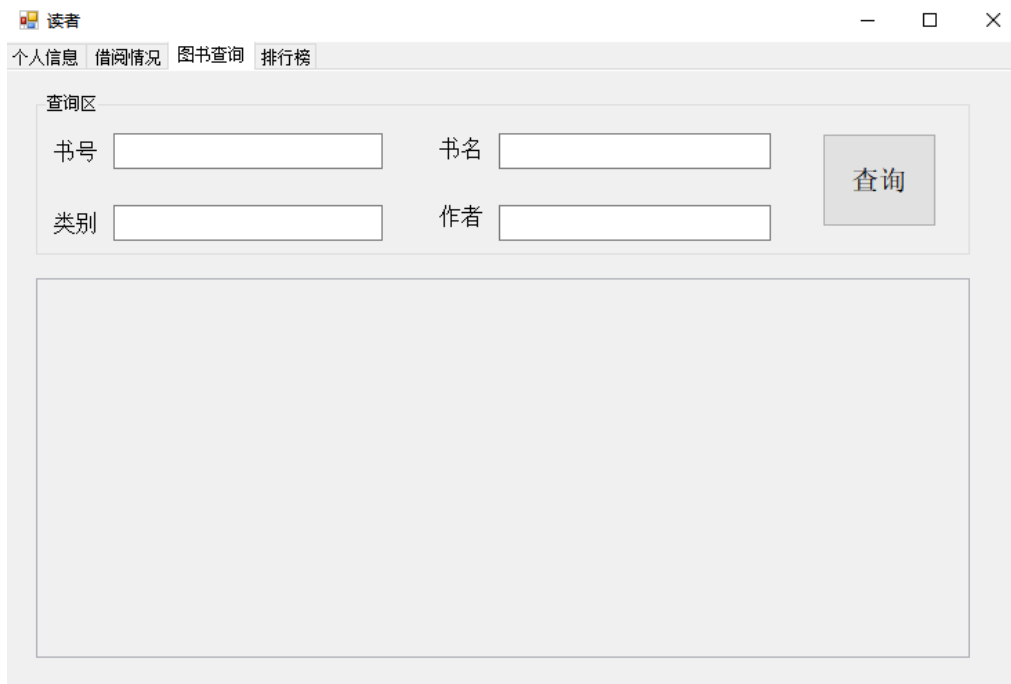 读者
个人信息 借阅情况 图书查询 排行榜
查询区
书号 书名
查询
类别 作者